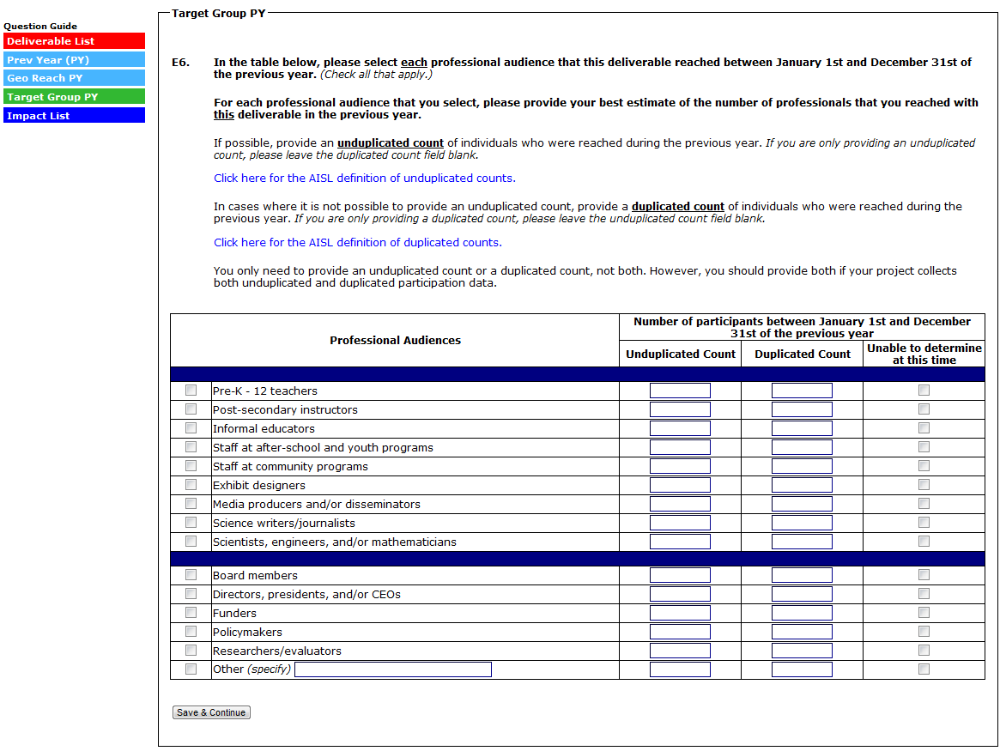 Question Guide
Deliverable List
Prev Year (PY)
Geo Reach PY
Target Group PY
Impact List
Target Group PY
E6. In the table below, please select each professional audience that this deliverable reached between January 1st and December 31st of
the previous year. (Check all that apply.)
For each professional audience that you select, please provide your best estimate of the number of professionals that you reached with
this deliverable in the previous year.
If possible, provide an unduplicated count of individuals who were reached during the previous year. If you are only providing an unduplicated
count, please leave the duplicated count field blank.
Click here for the AISL definition of unduplicated counts.
In cases where it is not possible to provide an unduplicated count, provide a duplicated count of individuals who were reached during the
previous year. If you are only providing a duplicated count, please leave the unduplicated count field blank.
Click here for the AISL definition of duplicated counts.
You only need to provide an unduplicated count or a duplicated count, not both. However, you should provide both if your project collects
both unduplicated and duplicated participation data.
Professional Audiences
Number of participants between January 1st and December
31st of the previous year
Unduplicated Count
Duplicated Count
Unable to determine
at this time
Pre-K - 12 teachers
Post-secondary instructors
Informal educators
Staff at after-school and youth programs
Staff at community programs
Exhibit designers
Media producers and/or disseminators
Science writers/journalists
Scientists, engineers, and/or mathematicians
Board members
Directors, presidents, and/or CEOs
Funders
Policymakers
Researchers/evaluators
Other (specify)
Save & Continue